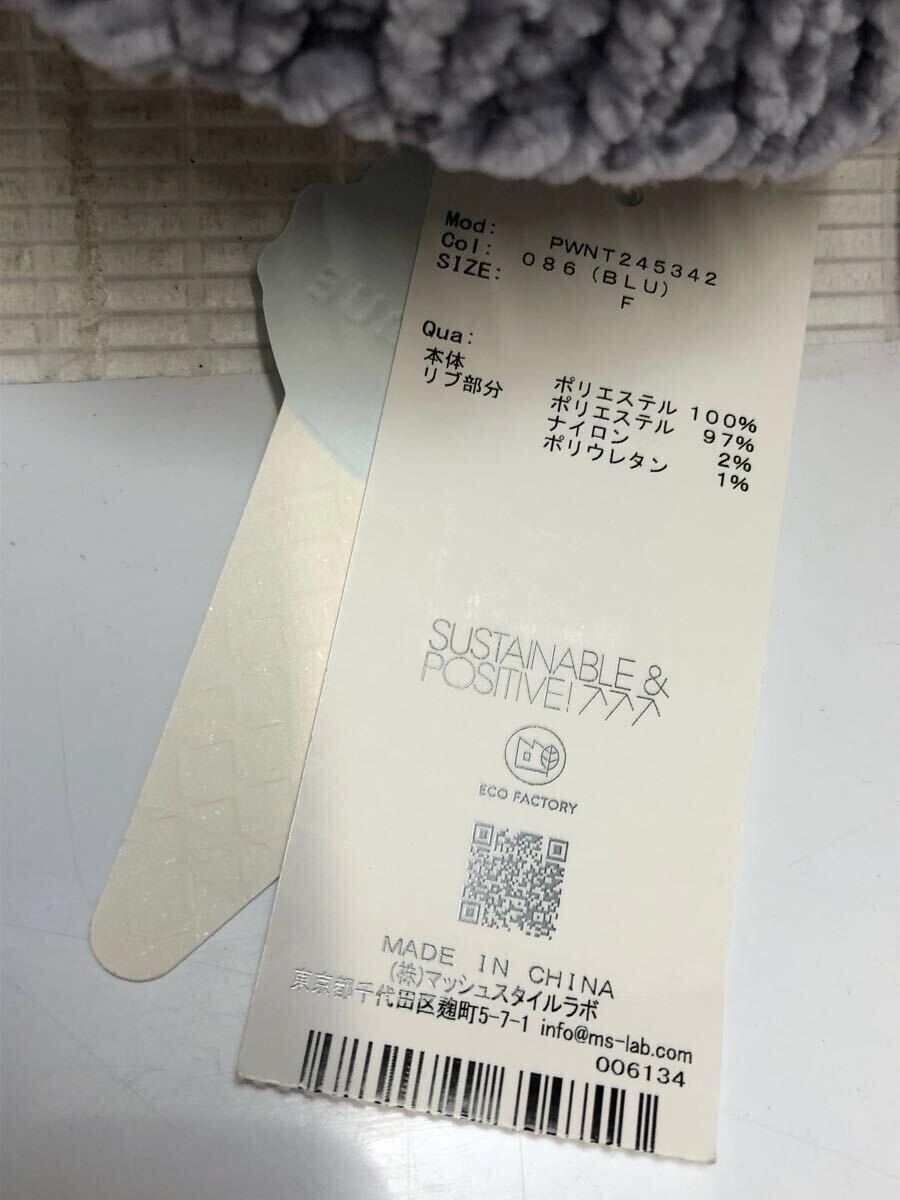 Mod: PWNT245342
Col: 086(BLU)
SIZE: F
Qua:
本体 ポリエステル 100%
リブ部分 ポリエステル 97%
ナイロン 2%
ポリウレタン 1%
SUSTAINABLE &
POSITIVE!
ECO FACTORY
MADE IN CHINA
(株)マッシュスタイルラボ
東京都千代田区麹町5-7-1 info@ms-lab.com
006134